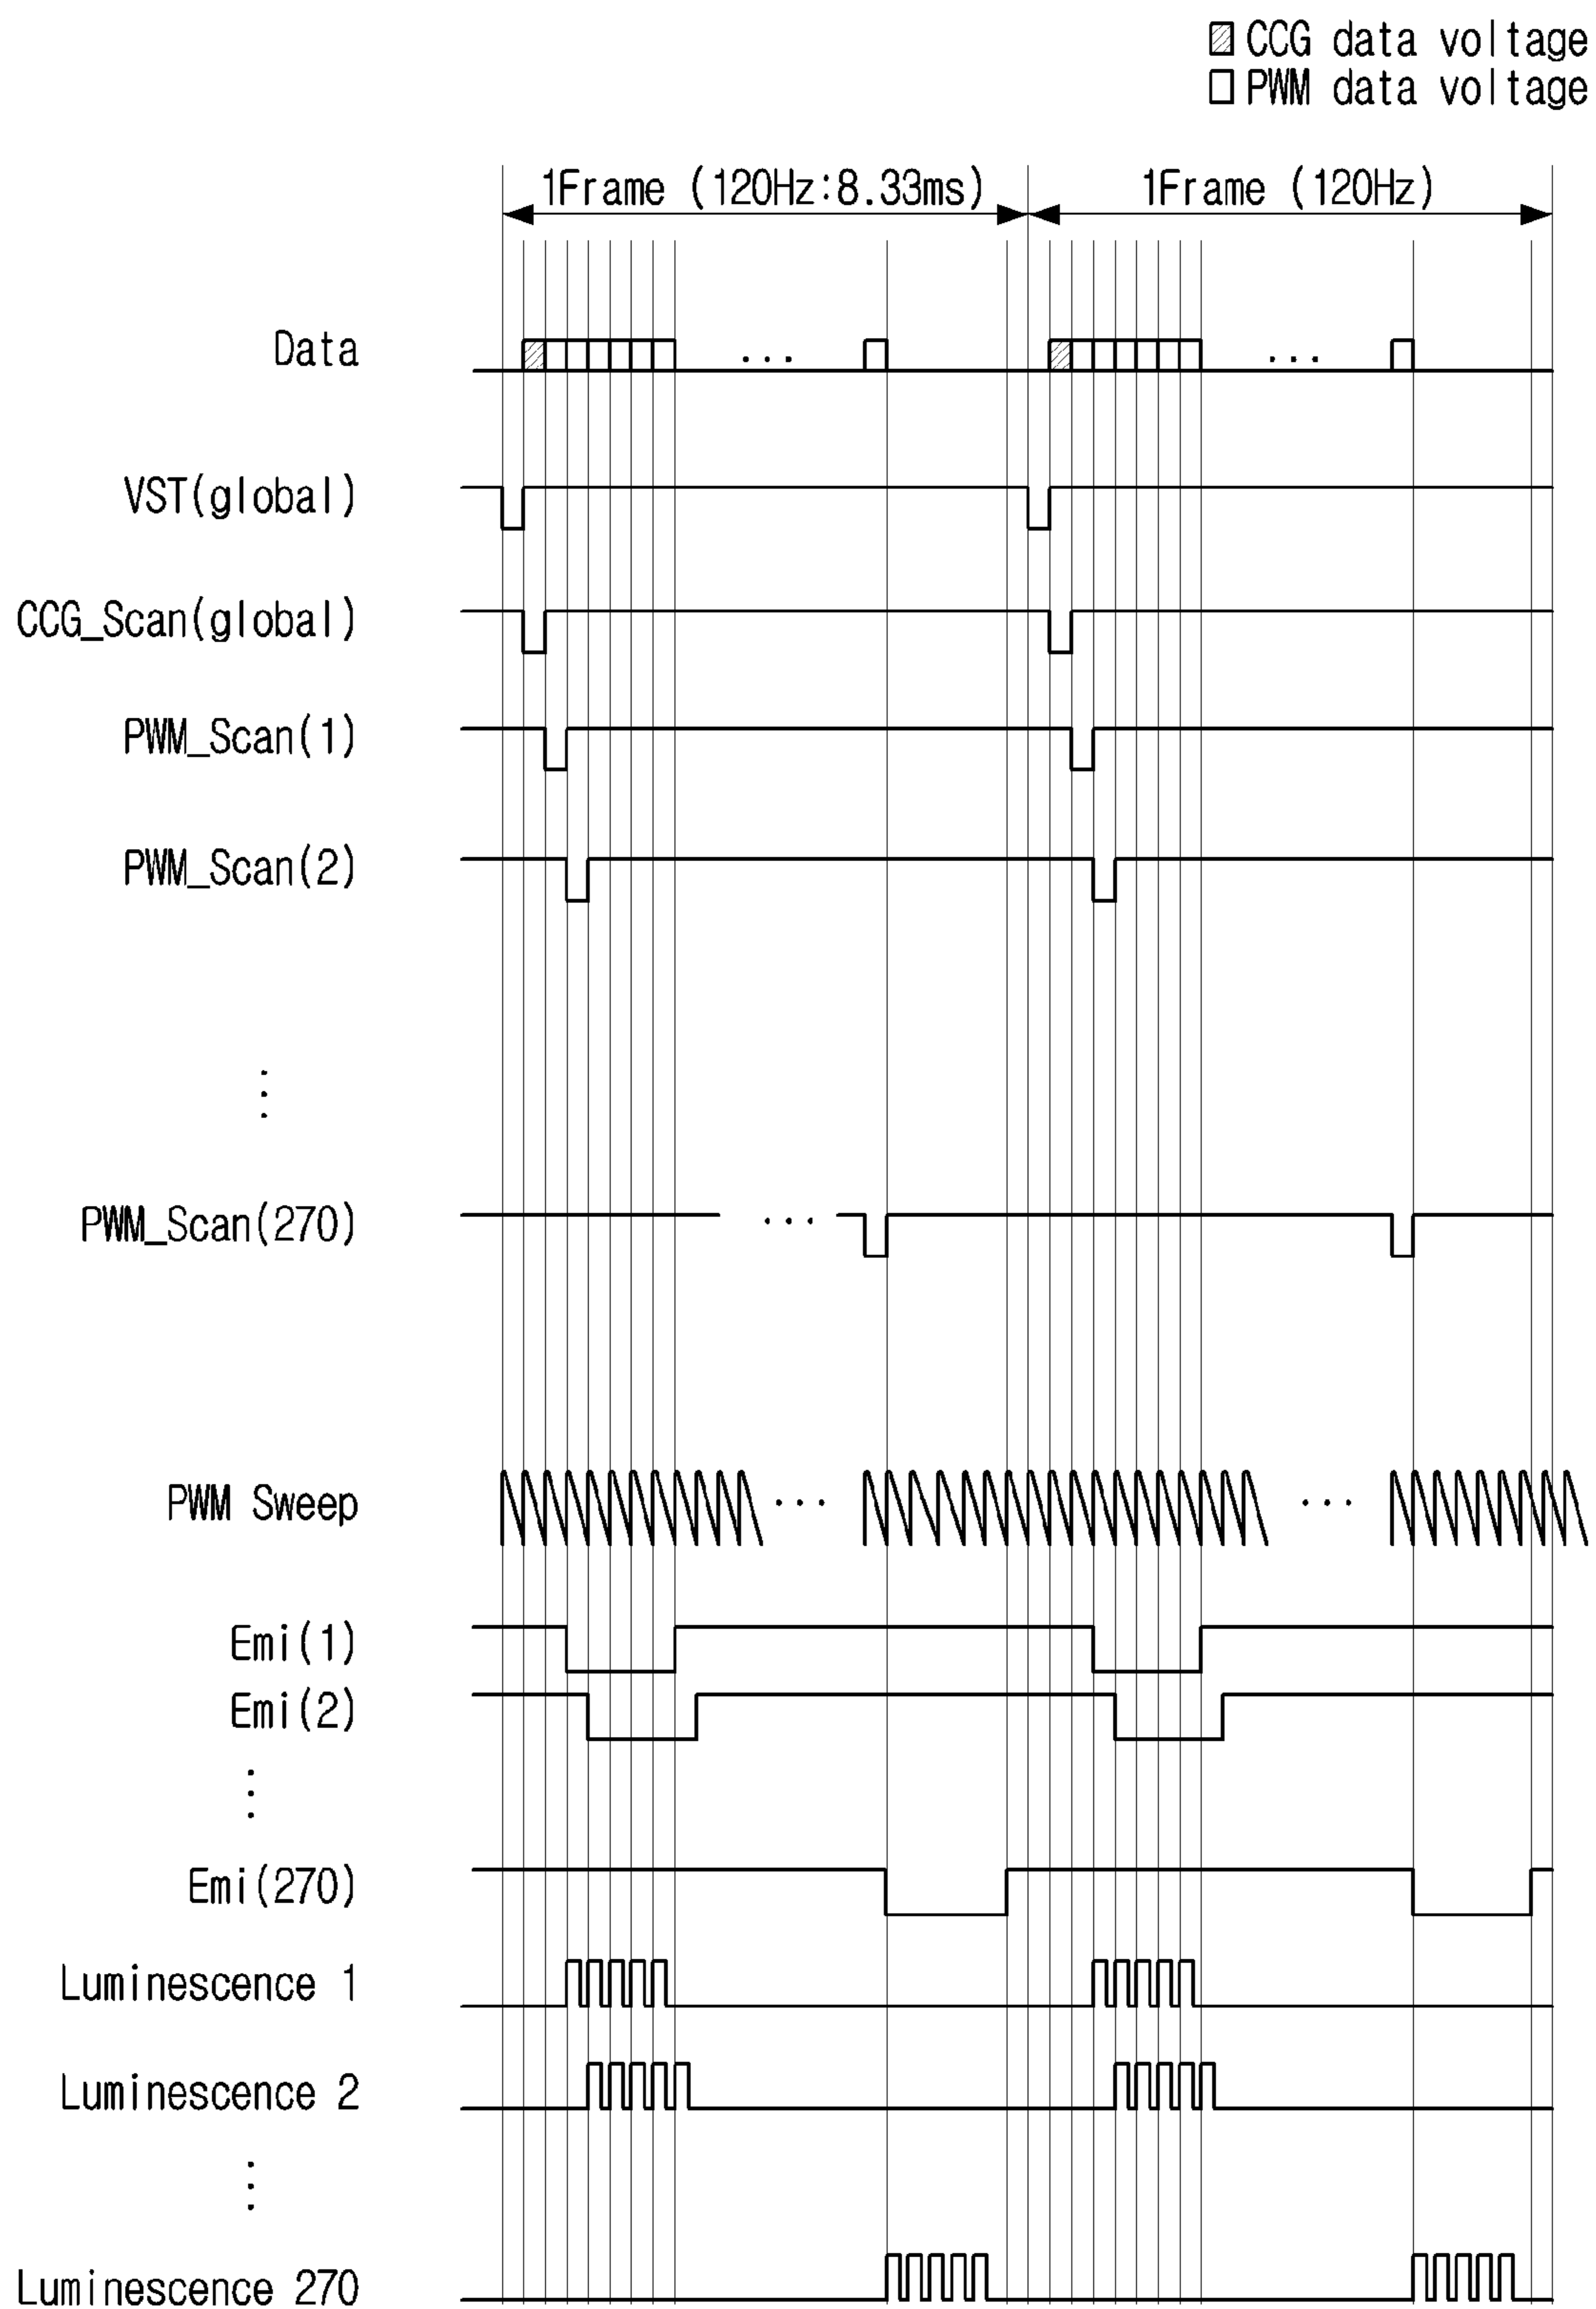 CCG data voltage
PWM data voltage
1Frame (120Hz:8.33ms)
1Frame (120Hz)
Data
VST(global)
CCG_Scan(global)
PWM_Scan(1)
PWM_Scan(2)
PWM_Scan(270)
PWM Sweep
Emi(1)
Emi(2)
Emi(270)
Luminescence 1
Luminescence 2
Luminescence 270